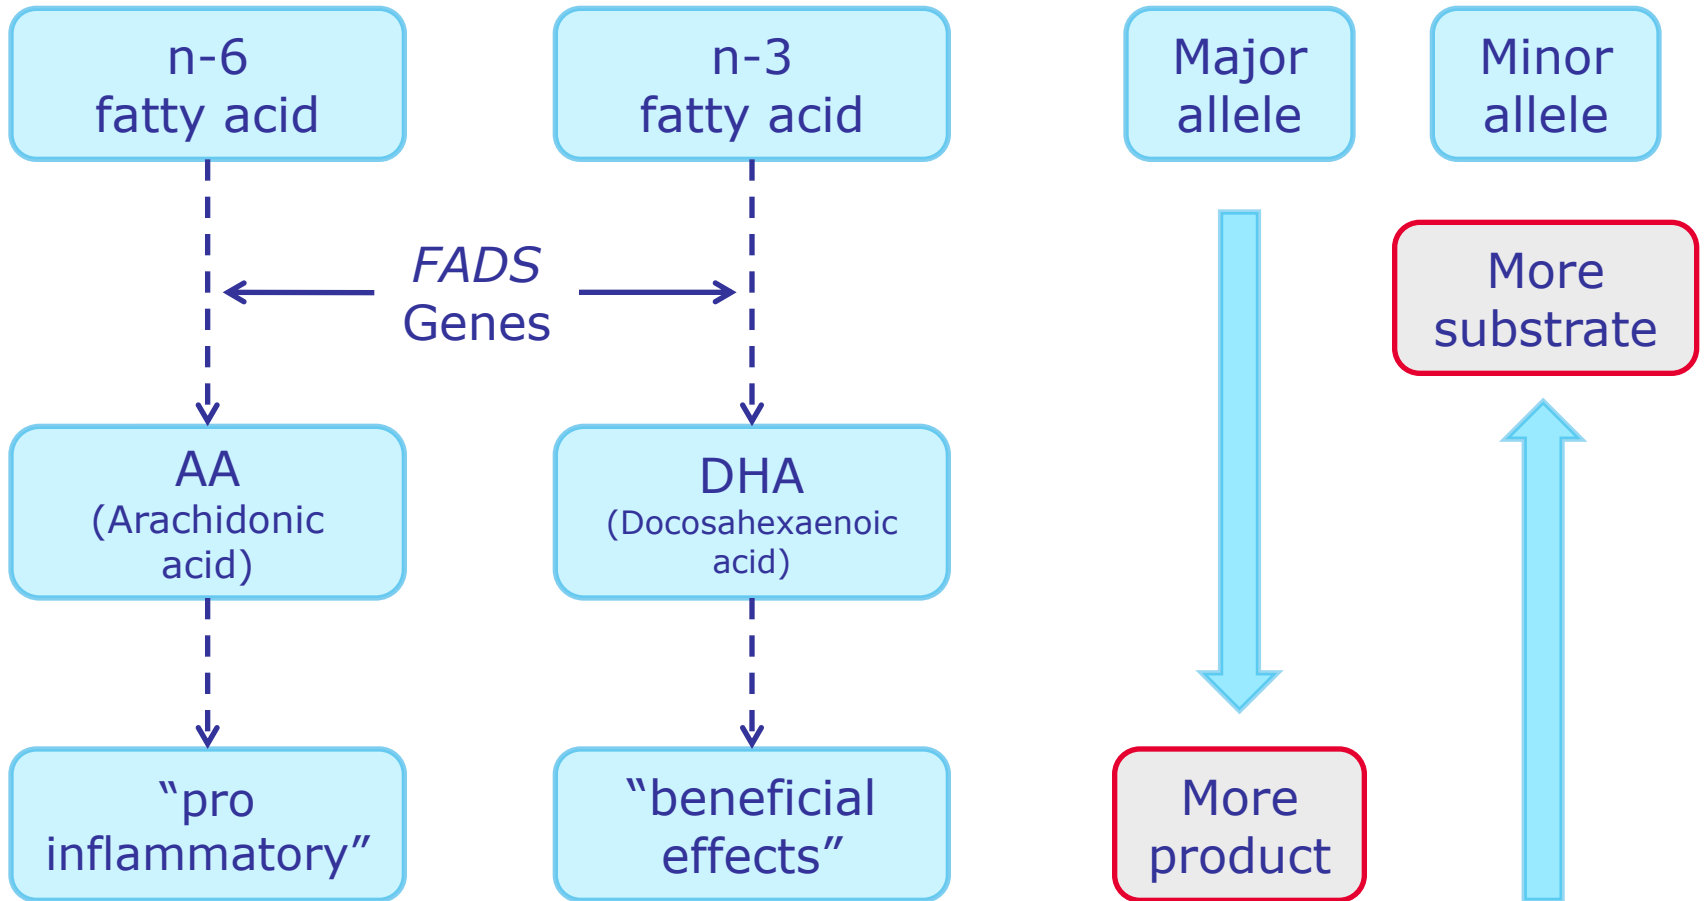 n-6
fatty acid
n-3
fatty acid
Major
allele
Minor
allele
FADS
Genes
More
substrate
AA
(Arachidonic
acid)
DHA
(Docosahexaenoic
acid)
“pro
inflammatory”
“beneficial
effects”
More
product